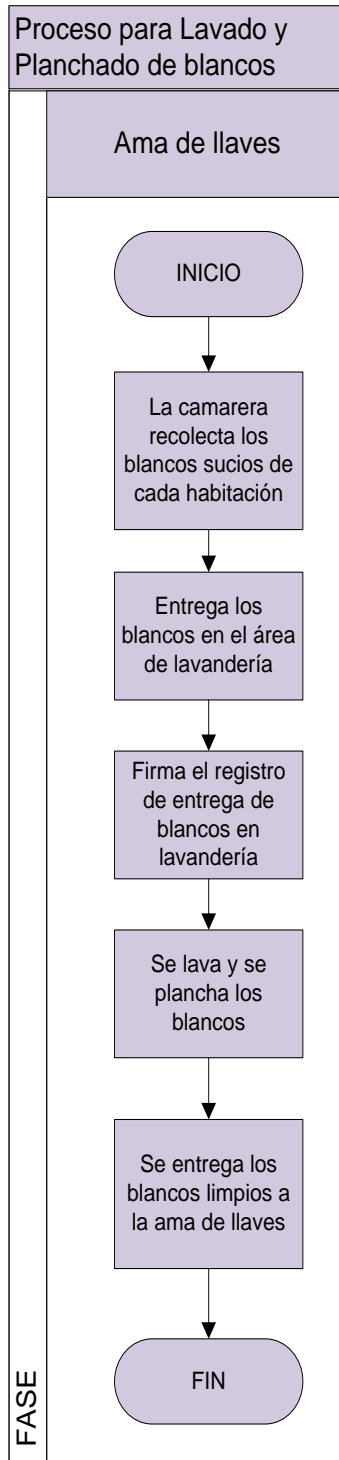 Proceso para Lavado y
Planchado de blancos
Ama de llaves
INICIO
La camarera
recolecta los
blancos sucios de
cada habitación
Entrega los
blancos en el área
de lavandería
Firma el registro
de entrega de
blancos en
lavandería
Se lava y se
plancha los
blancos
Se entrega los
blancos limpios a
la ama de llaves
FIN
FASE